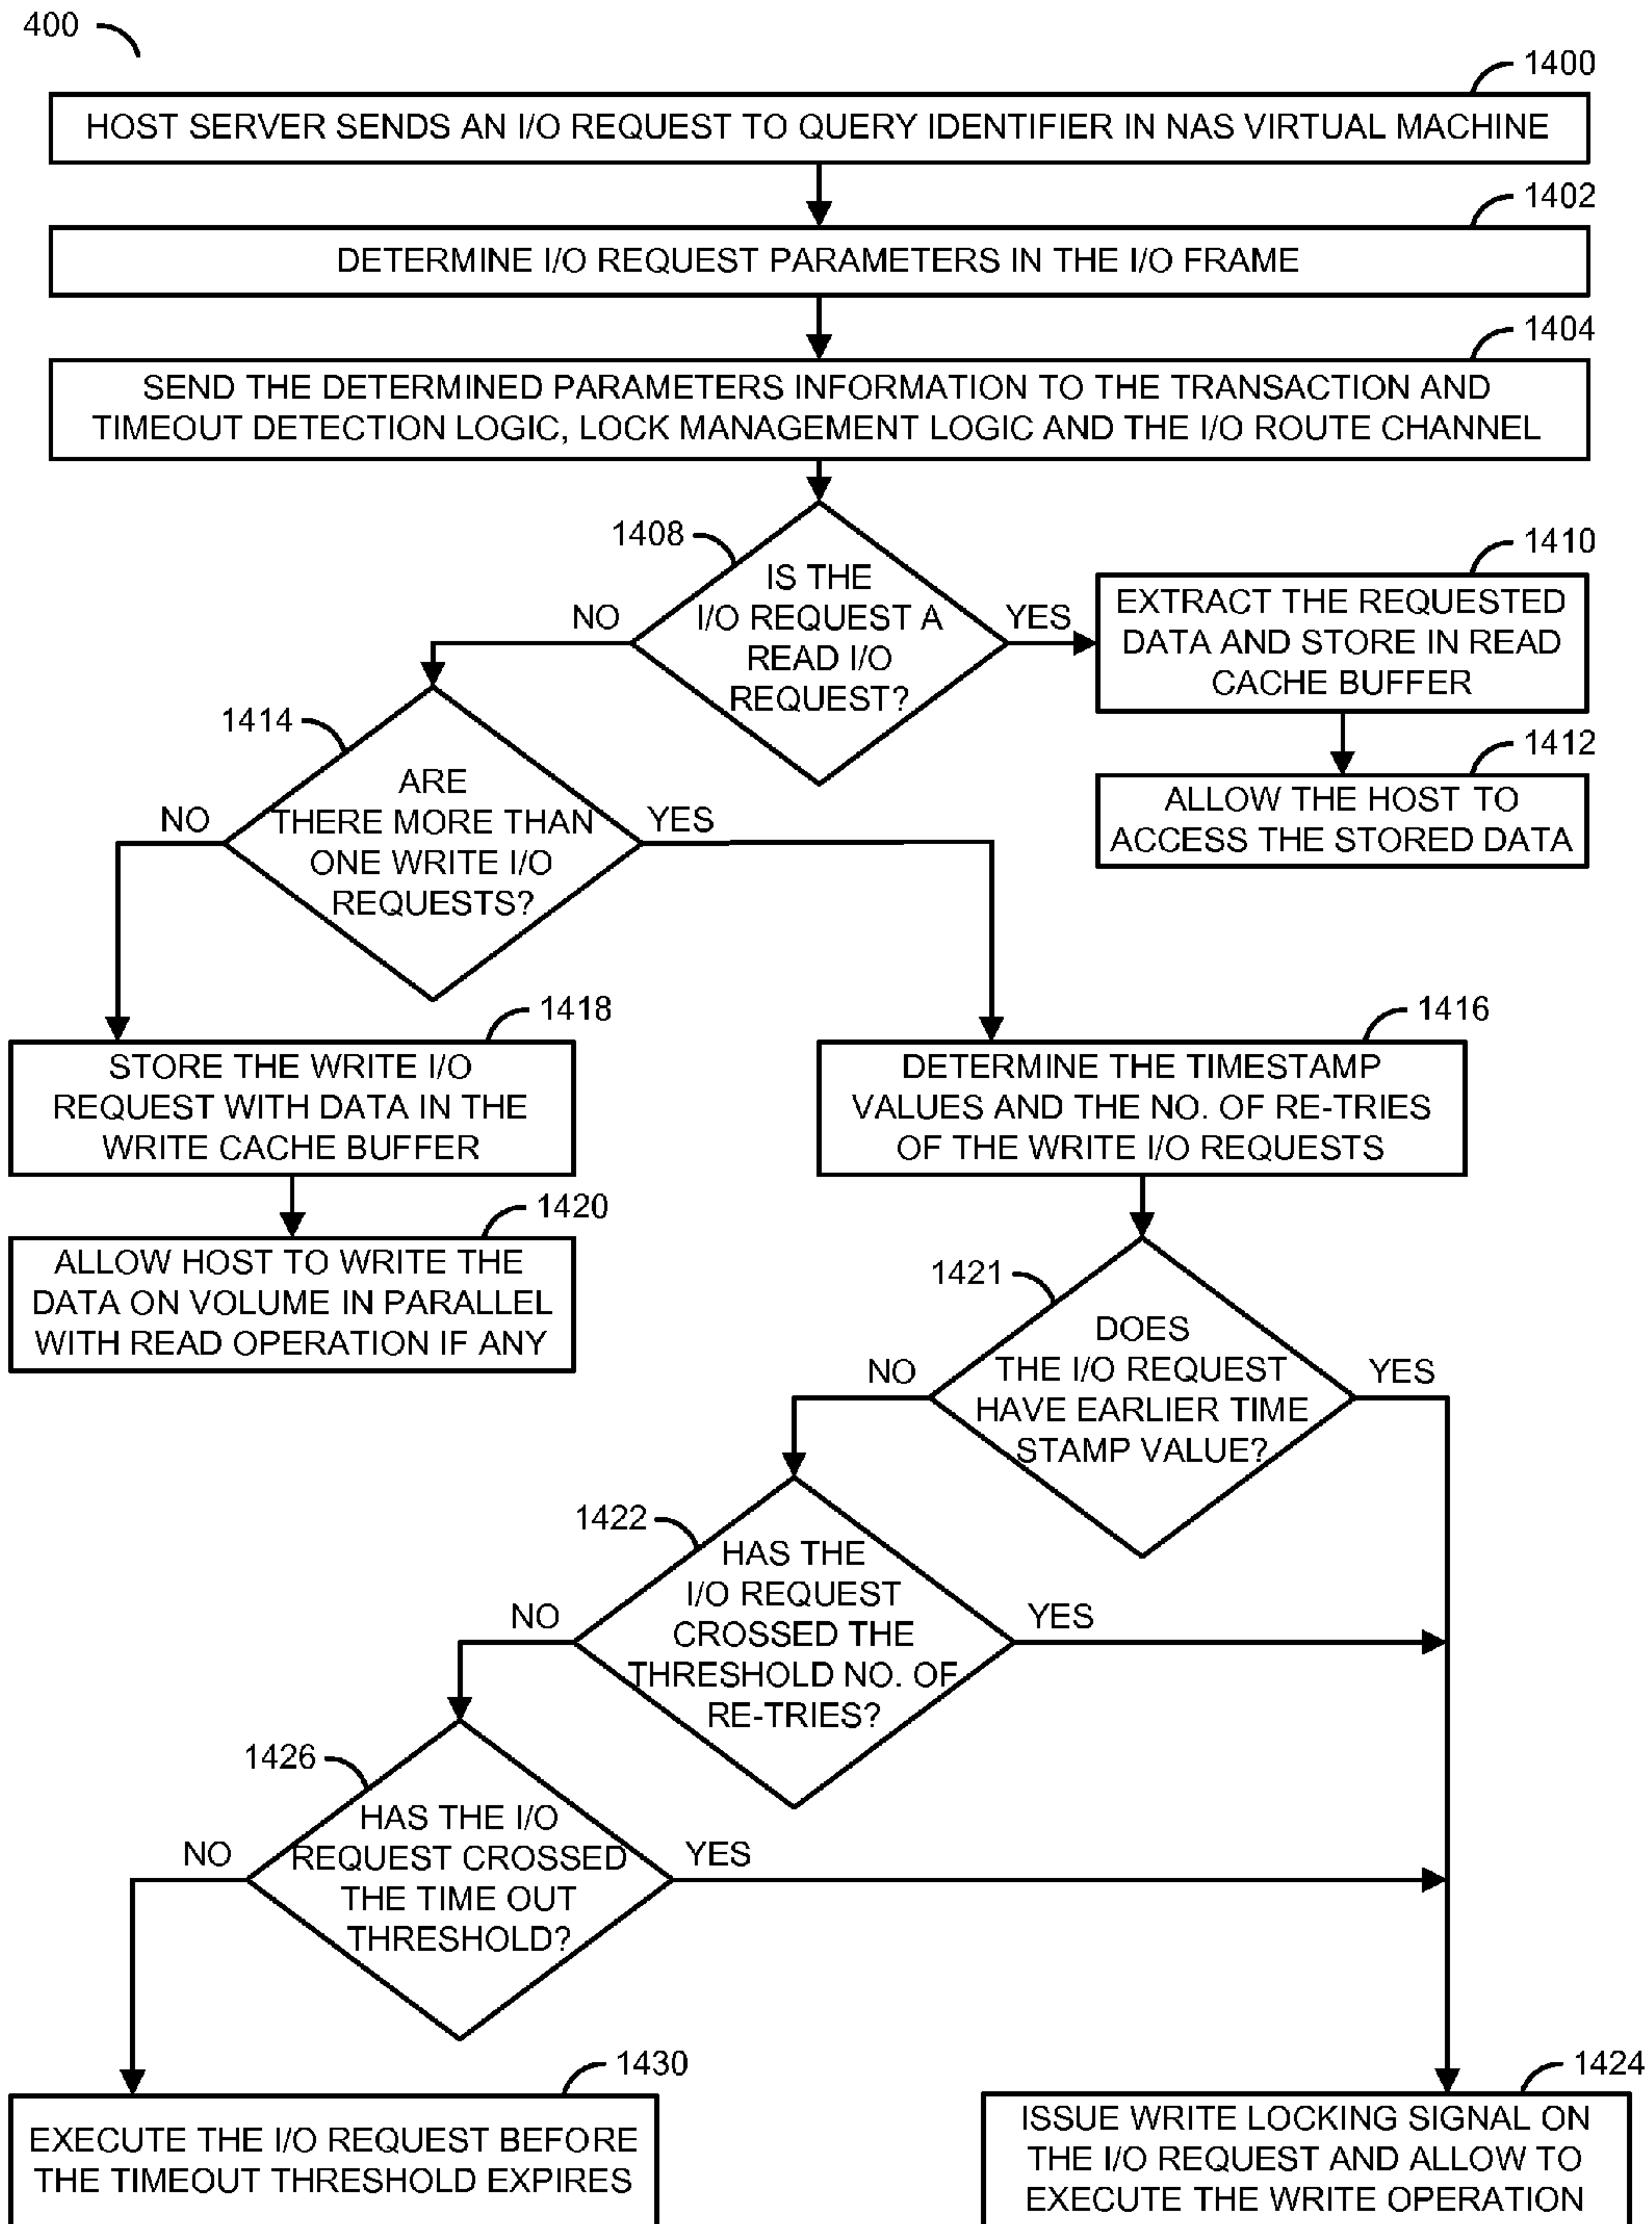 400
1400
HOST SERVER SENDS AN I/O REQUEST TO QUERY IDENTIFIER IN NAS VIRTUAL MACHINE
1402
DETERMINE I/O REQUEST PARAMETERS IN THE I/O FRAME
1404
SEND THE DETERMINED PARAMETERS INFORMATION TO THE TRANSACTION AND
TIMEOUT DETECTION LOGIC, LOCK MANAGEMENT LOGIC AND THE I/O ROUTE CHANNEL
1408
IS THE
I/O REQUEST A
READ I/O
REQUEST?
NO
YES
1410
EXTRACT THE REQUESTED
DATA AND STORE IN READ
CACHE BUFFER
1412
ALLOW THE HOST TO
ACCESS THE STORED DATA
1414
ARE
THERE MORE THAN
ONE WRITE I/O
REQUESTS?
NO
YES
1418
STORE THE WRITE I/O
REQUEST WITH DATA IN THE
WRITE CACHE BUFFER
1416
DETERMINE THE TIMESTAMP
VALUES AND THE NO. OF RE-TRIES
OF THE WRITE I/O REQUESTS
1420
ALLOW HOST TO WRITE THE
DATA ON VOLUME IN PARALLEL
WITH READ OPERATION IF ANY
1421
DOES
THE I/O REQUEST
HAVE EARLIER TIME
STAMP VALUE?
NO
YES
1422
HAS THE
I/O REQUEST
CROSSED THE
THRESHOLD NO. OF
RE-TRIES?
NO
YES
1426
HAS THE I/O
REQUEST CROSSED
THE TIME OUT
THRESHOLD?
NO
YES
1430
EXECUTE THE I/O REQUEST BEFORE
THE TIMEOUT THRESHOLD EXPIRES
1424
ISSUE WRITE LOCKING SIGNAL ON
THE I/O REQUEST AND ALLOW TO
EXECUTE THE WRITE OPERATION